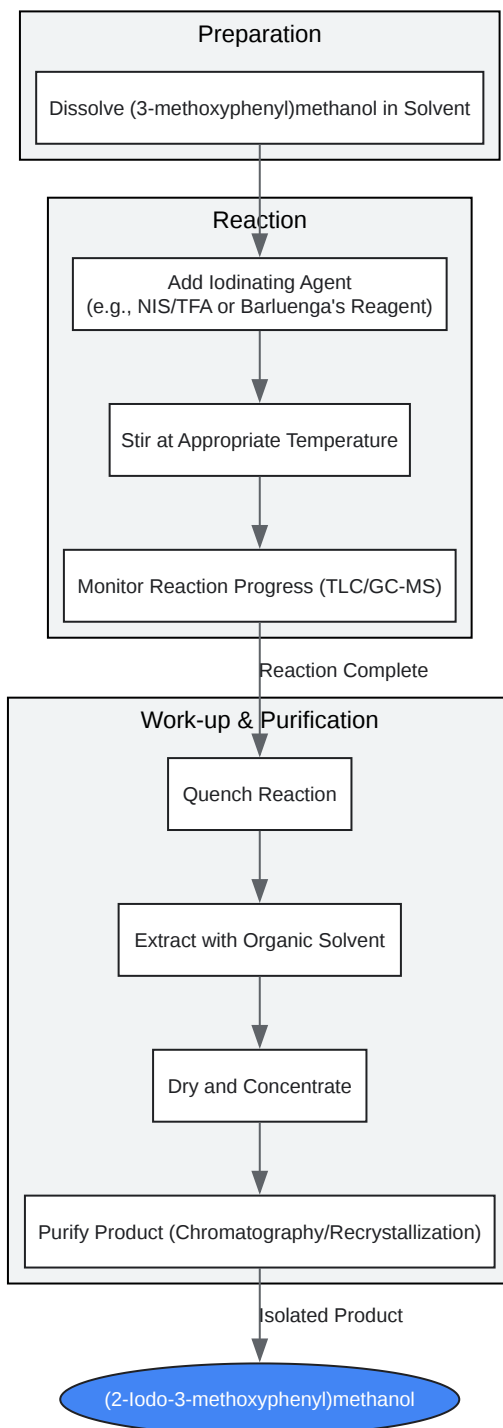 Preparation
Dissolve (3-methoxyphenyl)methanol in Solvent
Reaction
Add Iodinating Agent
(e.g., NIS/TFA or Barluenga's Reagent)
Stir at Appropriate Temperature
Monitor Reaction Progress (TLC/GC-MS)
Reaction Complete
Work-up & Purification
Quench Reaction
Extract with Organic Solvent
Dry and Concentrate
Purify Product (Chromatography/Recrystallization)
Isolated Product
(2-Iodo-3-methoxyphenyl)methanol